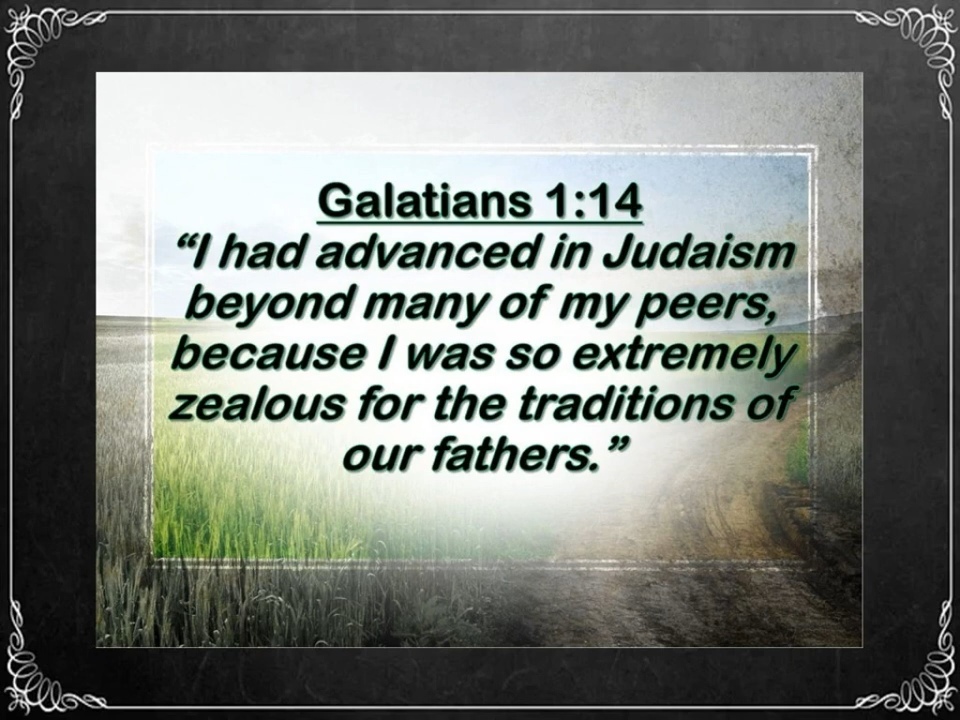 Galatians 1:14
“I had advanced in Judaism
beyond many of my peers,
because I was so extremely
zealous for the traditions of
our fathers.”